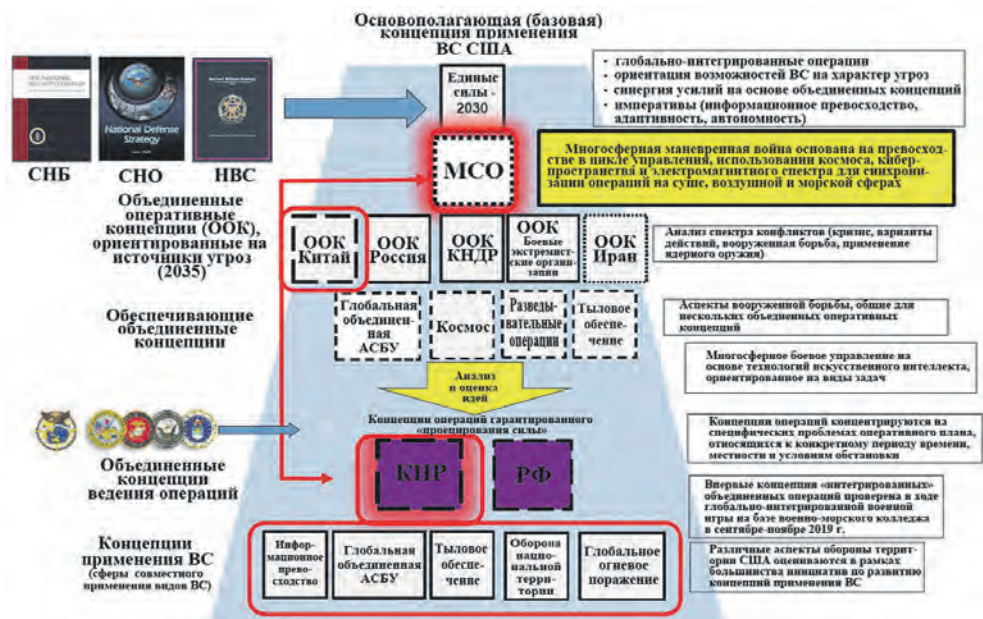 Основополагающая (базовая)
концепция применения
ВС США
NATIONAL
National Defense
Strategy
СНБ
СНО
НВС
Единые
силы -
2030
- глобально-интегрированные операции
- ориентация возможностей ВС на характер угроз
- синергия усилий на основе объединенных концепций
- императивы (информационное превосходство,
адаптивность, автономность)
МСО
Многосферная маневренная война основана на превосход-
стве в цикле управления, использовании космоса, кибер-
пространства и электромагнитного спектра для синхрони-
зации операций на суше, воздушной и морской сферах
Объединенные
оперативные
концепции (ООК),
ориентированные на
источники угроз
(2035)
ООК
Китай
ООК
Россия
ООК
КНДР
ООК
Боевые
экстремист-
ские органи-
зации
ООК
Иран
Анализ спектра конфликтов (кризис, варианты
действий, вооруженная борьба, применение
ядерного оружия)
Обеспечивающие
объединенные
концепции
Глобальная
объединен-
ная
АСБУ
Космос
Разведы-
вательные
операции
Тыловое
обеспе-
чение
Аспекты вооруженной борьбы, общие для
нескольких объединенных оперативных
концепций
Многосферное боевое управление на
основе технологий искусственного интеллекта,
ориентированное на виды задач
Анализ
и оценка
идей
Концепции операций гарантированного
«проецирования силы»
Объединенные
концепции
ведения операций
КНР
РФ
Концепции операций концентрируются на
специфических проблемах оперативного плана,
относящихся к конкретному периоду времени,
местности и условиям обстановки
Впервые концепция «интегрированных»
объединенных операций проверена в ходе
глобально-интегрированной военной
игры на базе военно-морского колледжа
в сентябре-ноябре 2019 г.
Концепции
применения ВС
(сферы совместного
применения видов ВС)
Инфор-
мационное
прево-
сходство
Глобальная
объединенная
АСБУ
Тыловое
обеспе-
чение
Оборона
нацио-
нальной
терри-
тории
Глобальное
огневое
поражение
Различные аспекты обороны террит-
тории США оцениваются в рамках
большинства инициатив по развитию
концепций применения ВС